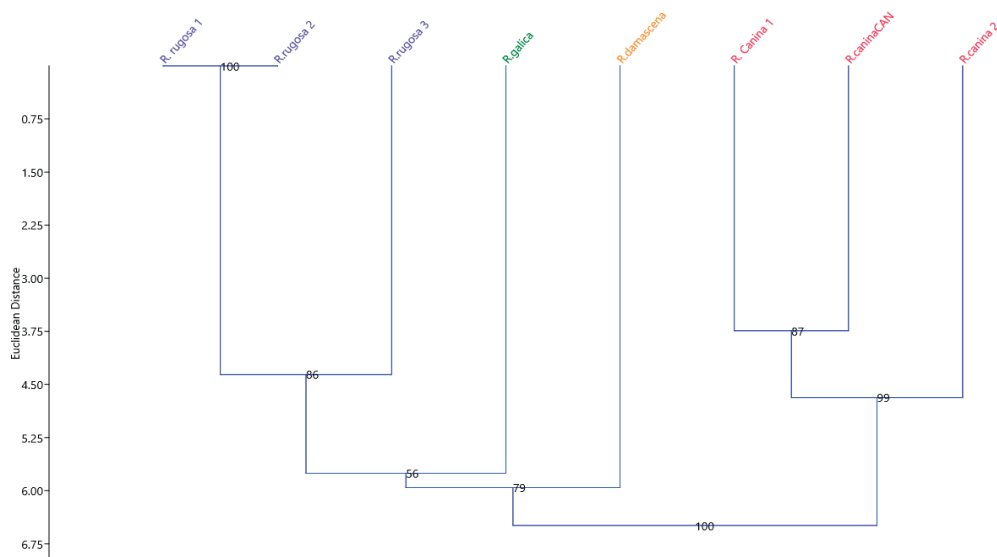 R. rugosa 1
R.rugosa 2
R.rugosa 3
R.galica
R.damascena
R. Canina 1
R.caninaCAN
R.canina 2
100
0.75
1.50
2.25
3.00
Euclidean Distance
3.75
87
86
4.50
99
5.25
56
6.00
79
100
6.75